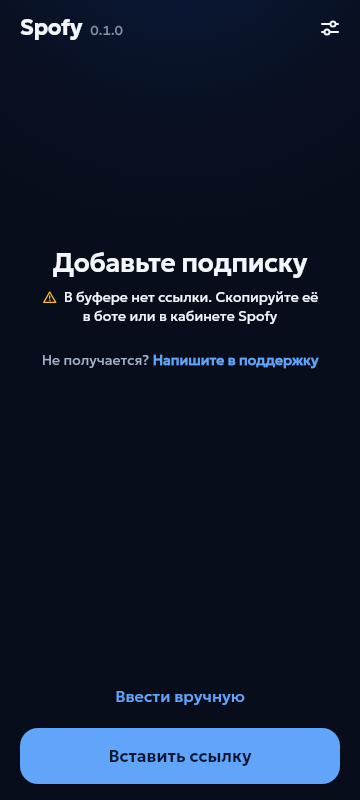 Spofy 0.1.0
Добавьте подписку
В буфере нет ссылки. Скопируйте её
в боте или в кабинете Spofy
Не получается? Напишите в поддержку
Ввести вручную
Вставить ссылку